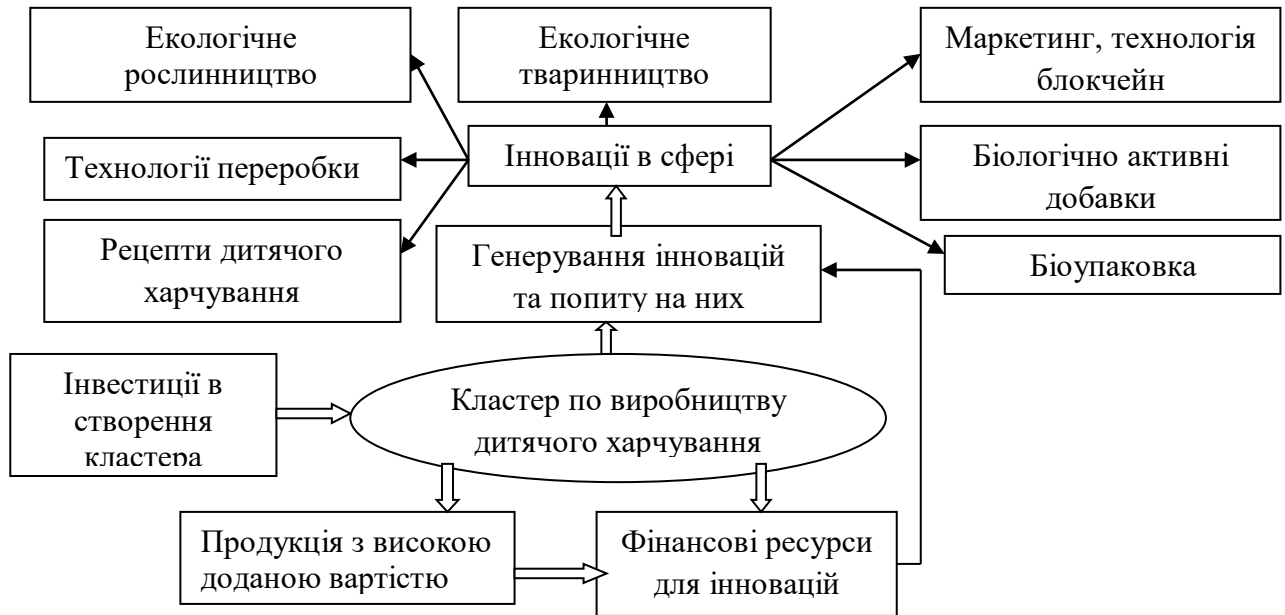 Екологічне
рослинництво
Екологічне
тваринництво
Маркетинг, технологія
блокчейн
Технології переробки
Інновації в сфері
Біологічно активні
добавки
Рецепти дитячого
харчування
Генерування інновацій
та попиту на них
Біоупаковка
Інвестиції в
створення
кластера
Кластер по виробництву
дитячого харчування
Продукція з високою
доданою вартістю
Фінансові ресурси
для інновацій